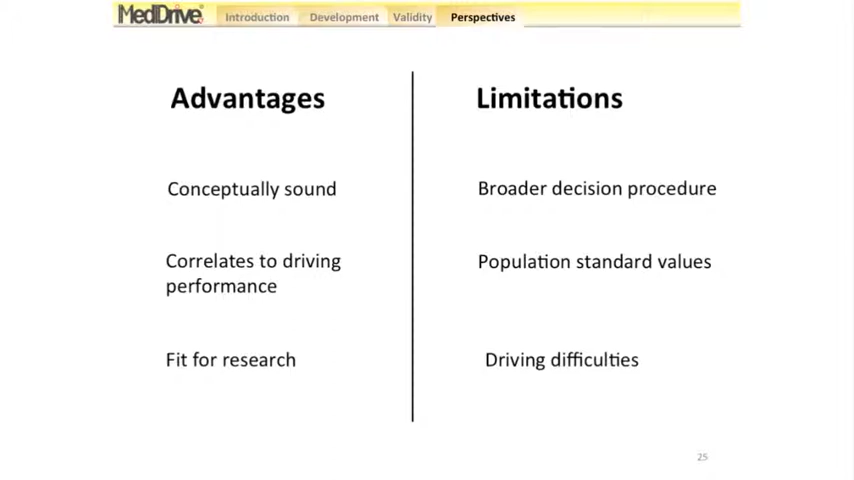 MedDrive Introduction Development Validity Perspectives
Advantages
Limitations
Conceptually sound
Broader decision procedure
Correlates to driving
performance
Population standard values
Fit for research
Driving difficulties
25